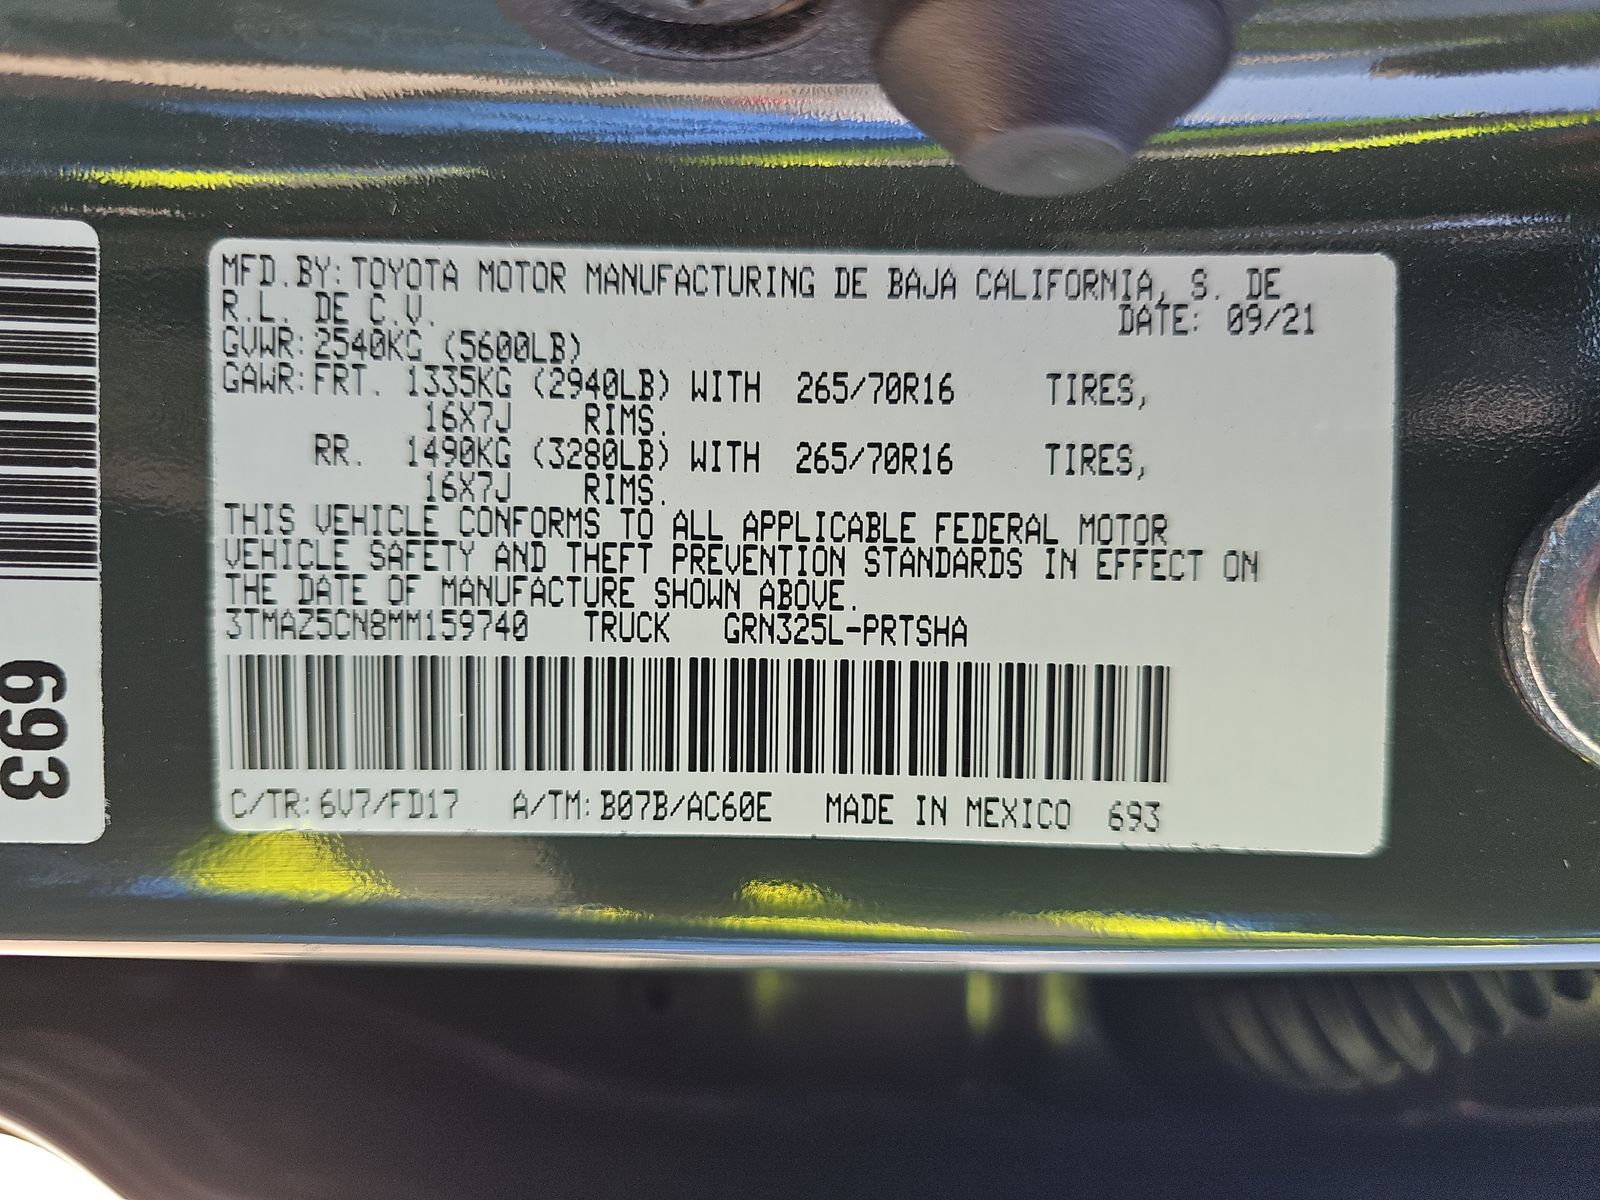 MFD.BY:TOYOTA MOTOR MANUFACTURING DE BAJA CALIFORNIA, S. DE
R.L. DE C.V.
DATE: 09/21
GVWR:2540KG (5600LB)
GAWR:FRT. 1335KG (2940LB) WITH 265/70R16 TIRES,
16X7J RIMS.
RR. 1490KG (3280LB) WITH 265/70R16 TIRES,
16X7J RIMS.
THIS VEHICLE CONFORMS TO ALL APPLICABLE FEDERAL MOTOR
VEHICLE SAFETY AND THEFT PREVENTION STANDARDS IN EFFECT ON
THE DATE OF MANUFACTURE SHOWN ABOVE.
3TMAZ5CN8MM159740 TRUCK GRN325L-PRTSHA
C/TR:6V7/FD17 A/TM:B07B/AC60E MADE IN MEXICO 693
693